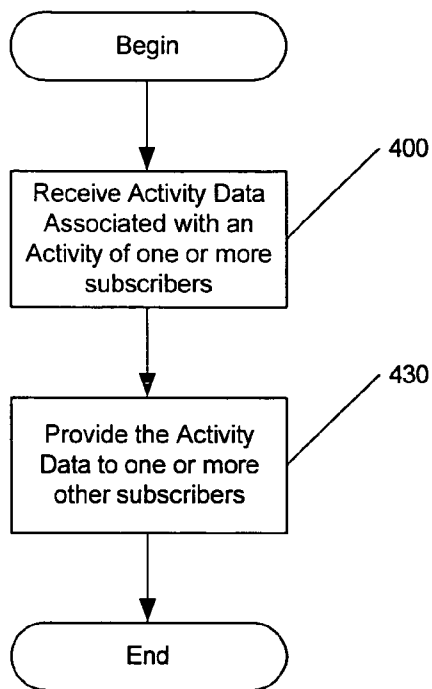 Begin
400
Receive Activity Data
Associated with an
Activity of one or more
subscribers
430
Provide the Activity
Data to one or more
other subscribers
End